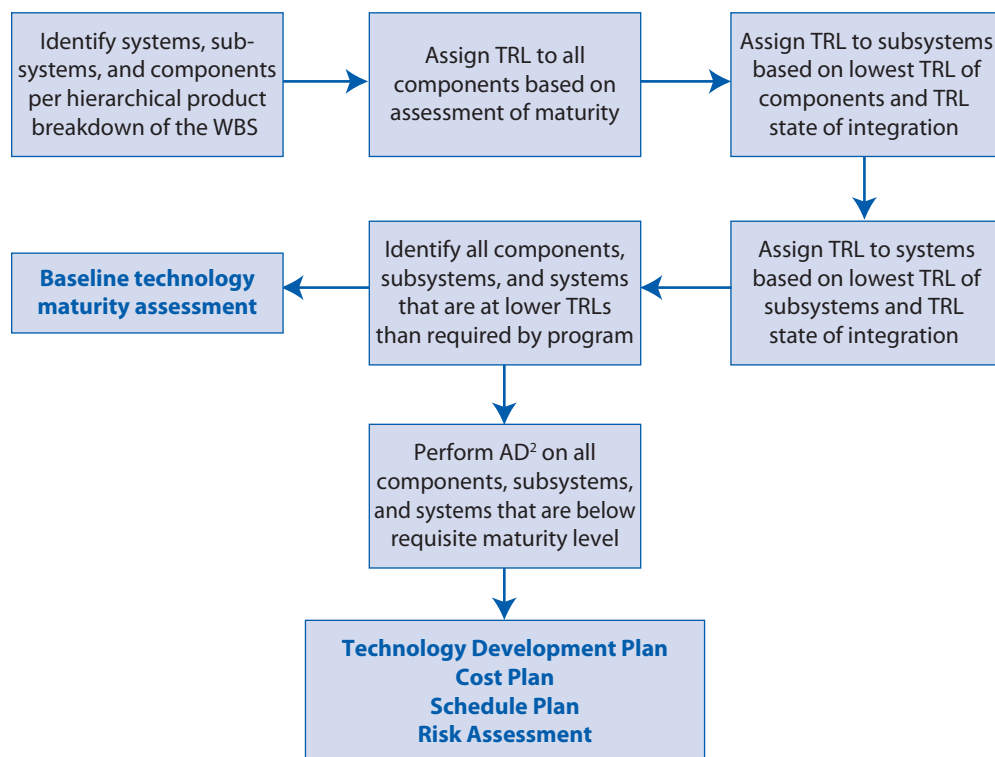 Identify systems, sub-
systems, and components
per hierarchical product
breakdown of the WBS
Assign TRL to all
components based on
assessment of maturity
Assign TRL to subsystems
based on lowest TRL of
components and TRL
state of integration
Baseline technology
maturity assessment
Identify all components,
subsystems, and systems
that are at lower TRLs
than required by program
Assign TRL to systems
based on lowest TRL of
subsystems and TRL
state of integration
Perform AD² on all
components, subsystems,
and systems that are below
requisite maturity level
Technology Development Plan
Cost Plan
Schedule Plan
Risk Assessment